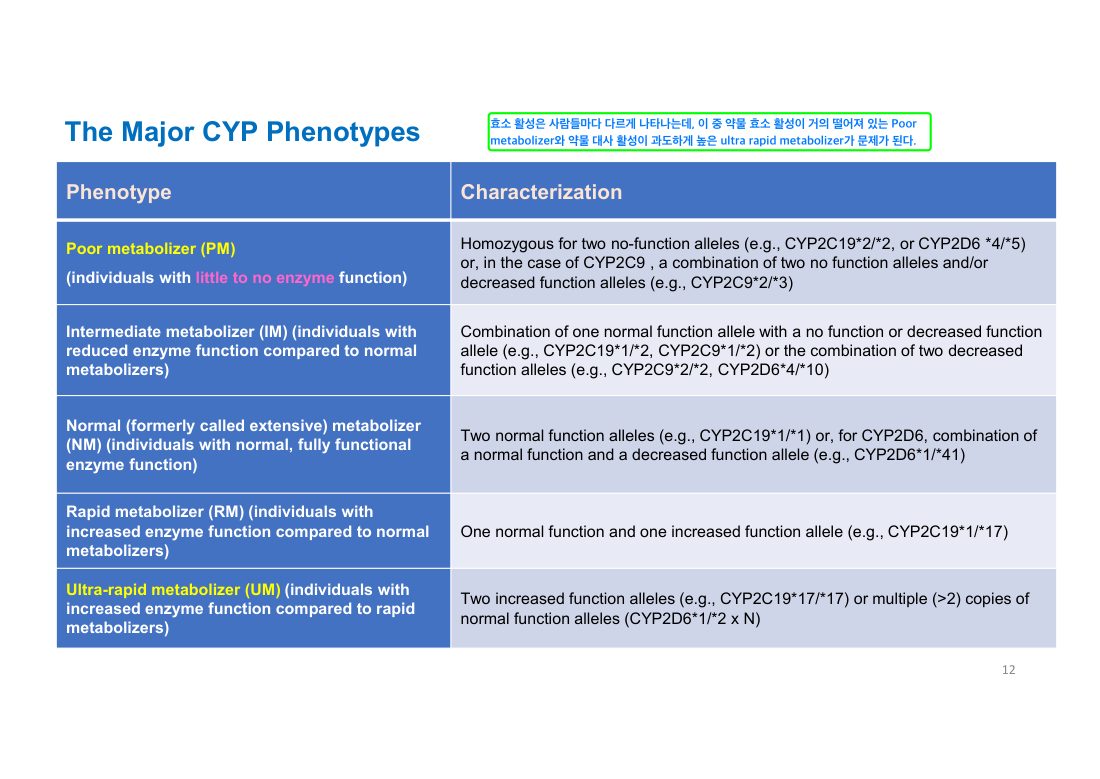 The Major CYP Phenotypes
효소 활성은 사람들마다 다르게 나타나는데, 이 중 약물 효소 활성이 거의 떨어져 있는 Poor
metabolizer와 약물 대사 활성이 과도하게 높은 ultra rapid metabolizer가 문제가 된다.
Phenotype
Characterization
Poor metabolizer (PM)
(individuals with little to no enzyme function)
Homozygous for two no-function alleles (e.g., CYP2C19*2/*2, or CYP2D6 *4/*5)
or, in the case of CYP2C9 , a combination of two no function alleles and/or
decreased function alleles (e.g., CYP2C9*2/*3)
Intermediate metabolizer (IM) (individuals with
reduced enzyme function compared to normal
metabolizers)
Combination of one normal function allele with a no function or decreased function
allele (e.g., CYP2C19*1/*2, CYP2C9*1/*2) or the combination of two decreased
function alleles (e.g., CYP2C9*2/*2, CYP2D6*4/*10)
Normal (formerly called extensive) metabolizer
(NM) (individuals with normal, fully functional
enzyme function)
Two normal function alleles (e.g., CYP2C19*1/*1) or, for CYP2D6, combination of
a normal function and a decreased function allele (e.g., CYP2D6*1/*41)
Rapid metabolizer (RM) (individuals with
increased enzyme function compared to normal
metabolizers)
One normal function and one increased function allele (e.g., CYP2C19*1/*17)
Ultra-rapid metabolizer (UM) (individuals with
increased enzyme function compared to rapid
metabolizers)
Two increased function alleles (e.g., CYP2C19*17/*17) or multiple (>2) copies of
normal function alleles (CYP2D6*1/*2 x N)
12